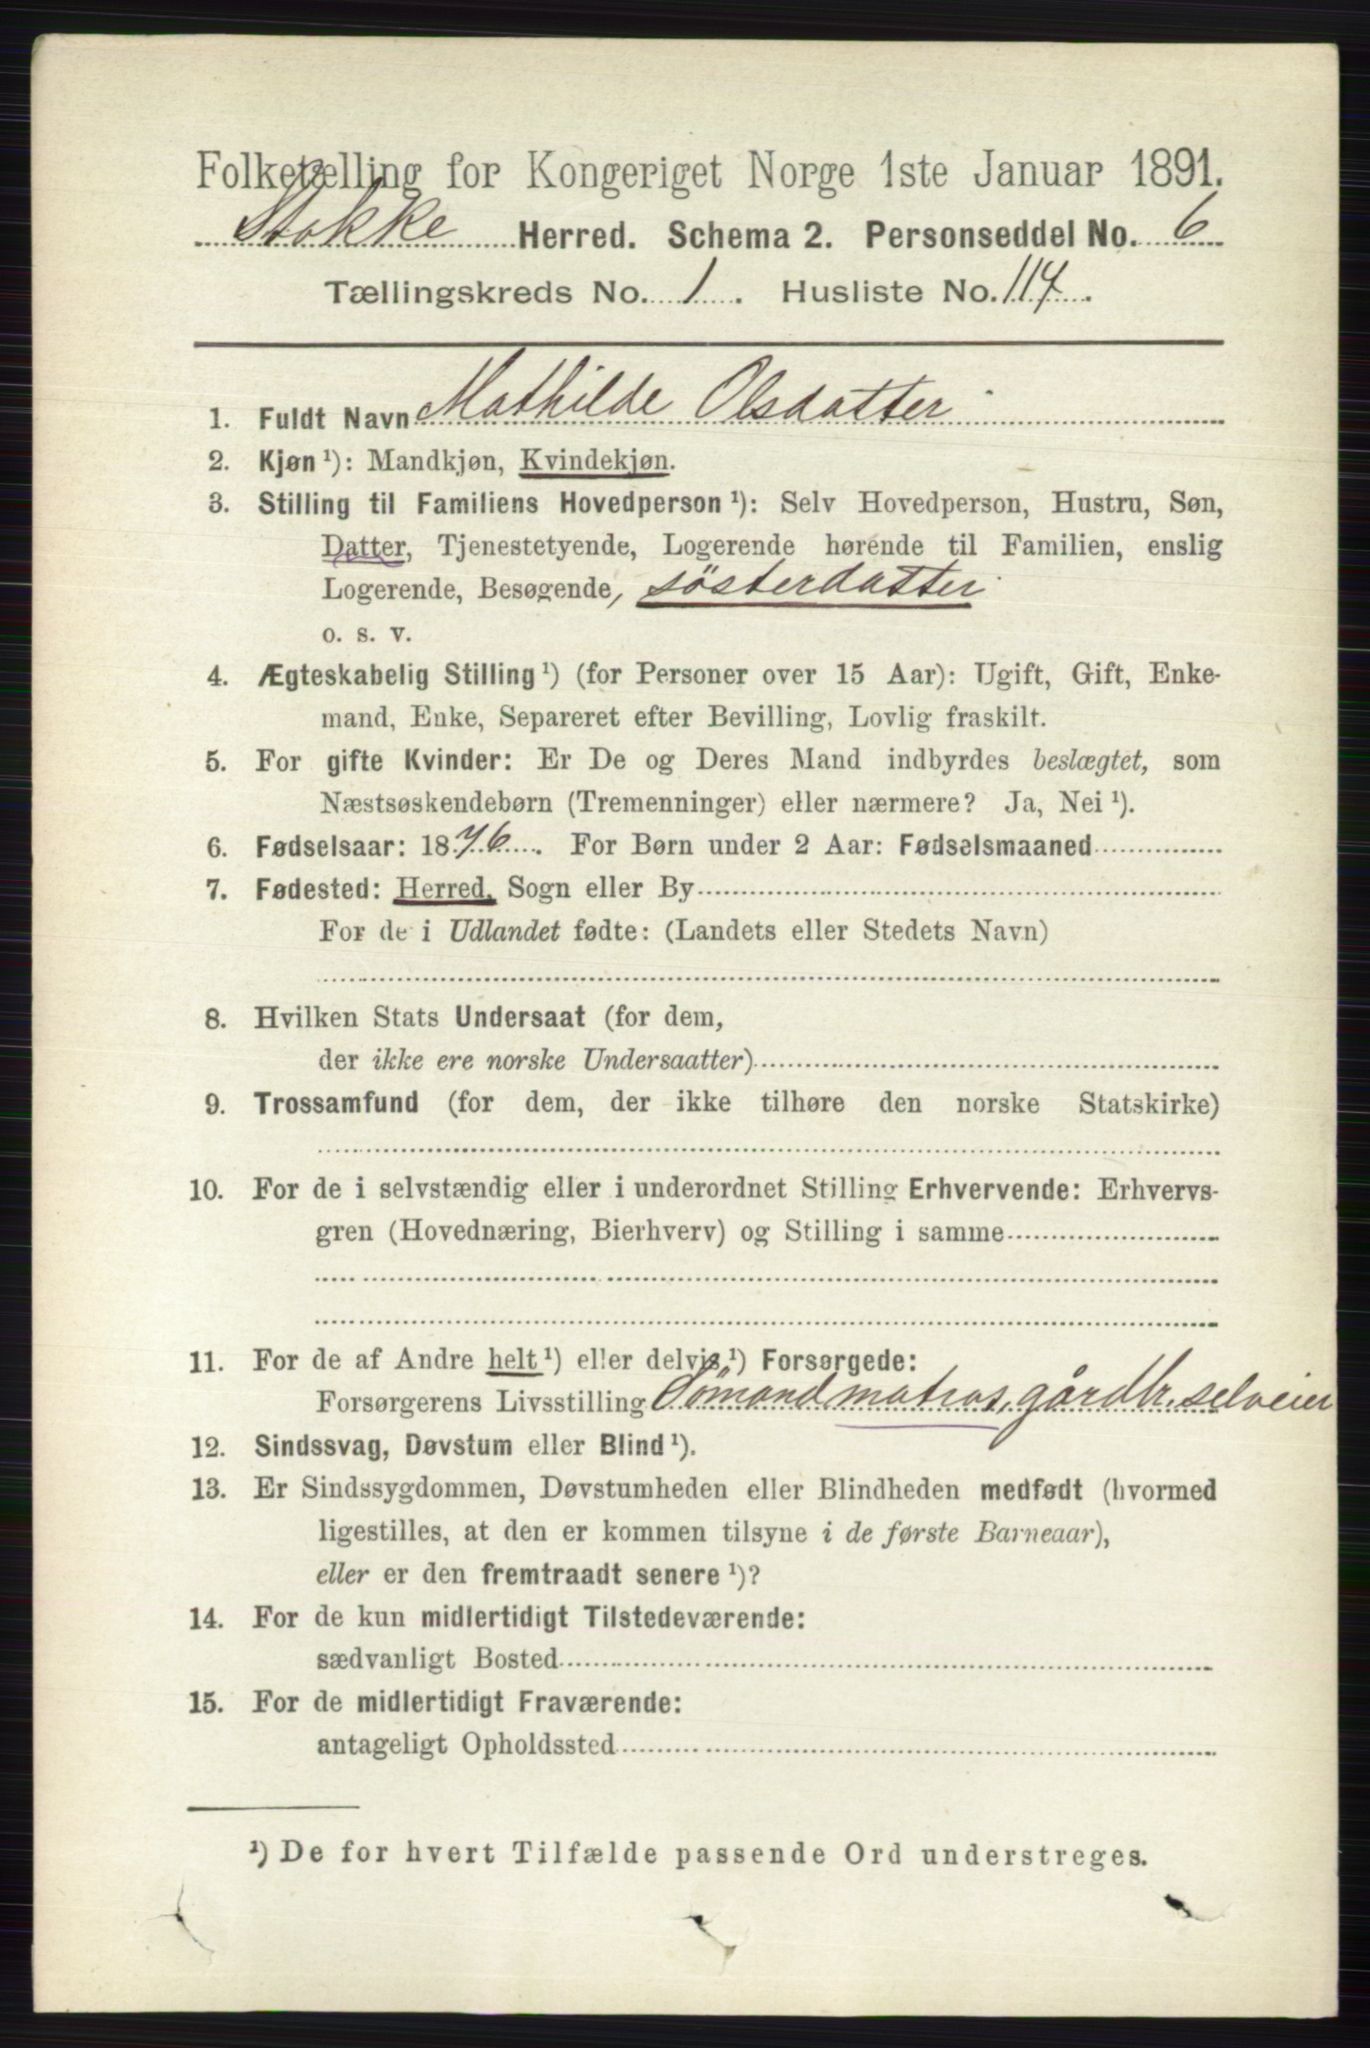 Folketælling for Kongeriget Norge 1ste Januar 1891.
Stokke Herred. Schema 2. Personseddel No. 6
Tællingskreds No. 1. Husliste No. 114.
1. Fuldt Navn Mathilde Olsdatter
2. Kjøn ¹): Mandkjøn, Kvindekjøn.
3. Stilling til Familiens Hovedperson ¹): Selv Hovedperson, Hustru, Søn,
Datter, Tjenestetyende, Logerende hørende til Familien, enslig
Logerende, Besøgende, søsterdatter
o. s. v.
4. Ægteskabelig Stilling ¹) (for Personer over 15 Aar): Ugift, Gift, Enke-
mand, Enke, Separeret efter Bevilling, Lovlig fraskilt.
5. For gifte Kvinder: Er De og Deres Mand indbyrdes beslægtet, som
Næstsøskendebørn (Tremenninger) eller nærmere? Ja, Nei ¹).
6. Fødselsaar: 1876. For Børn under 2 Aar: Fødselsmaaned
7. Fødested: Herred, Sogn eller By
For de i Udlandet fødte: (Landets eller Stedets Navn)
8. Hvilken Stats Undersaat (for dem,
der ikke ere norske Undersaatter)
9. Trossamfund (for dem, der ikke tilhøre den norske Statskirke)
10. For de i selvstændig eller i underordnet Stilling Erhvervende: Erhvervs-
gren (Hovednæring, Bierhverv) og Stilling i samme
11. For de af Andre helt ¹) eller delvis ¹) Forsørgede:
Forsørgerens Livsstilling Sømand matros, gårdbr. selveier
12. Sindssvag, Døvstum eller Blind ¹).
13. Er Sindssygdommen, Døvstumheden eller Blindheden medfødt (hvormed
ligestilles, at den er kommen tilsyne i de første Barneaar),
eller er den fremtraadt senere ¹)?
14. For de kun midlertidigt Tilstedeværende:
sædvanligt Bosted
15. For de midlertidigt Fraværende:
antageligt Opholdssted
¹) De for hvert Tilfælde passende Ord understreges.